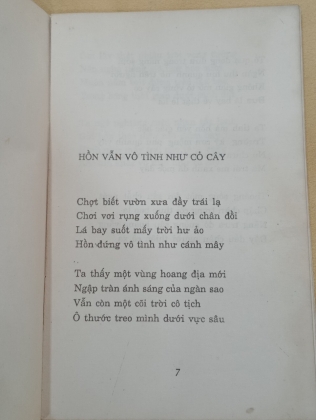 HỒN VẪN VÔ TÌNH NHƯ CỎ CÂY
Chợt biết vườn xưa đầy trái lạ
Chơi vơi rụng xuống dưới chân đồi
Lá bay suốt mấy trời hư ảo
Hồn đứng vô tình như cánh mây
Ta thấy một vùng hoang địa mới
Ngập tràn ánh sáng của ngàn sao
Vẫn còn một cõi trời cô tịch
Ô thước treo mình dưới vực sâu
7